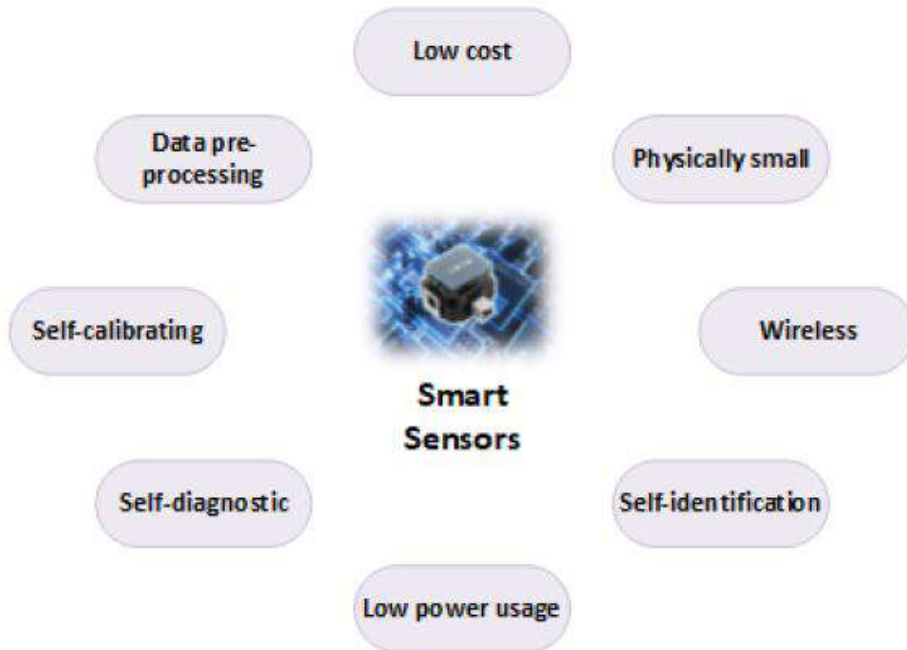 Low cost
Data pre-
processing
Physically small
Self-calibrating
Wireless
Smart
Sensors
Self-diagnostic
Self-identification
Low power usage